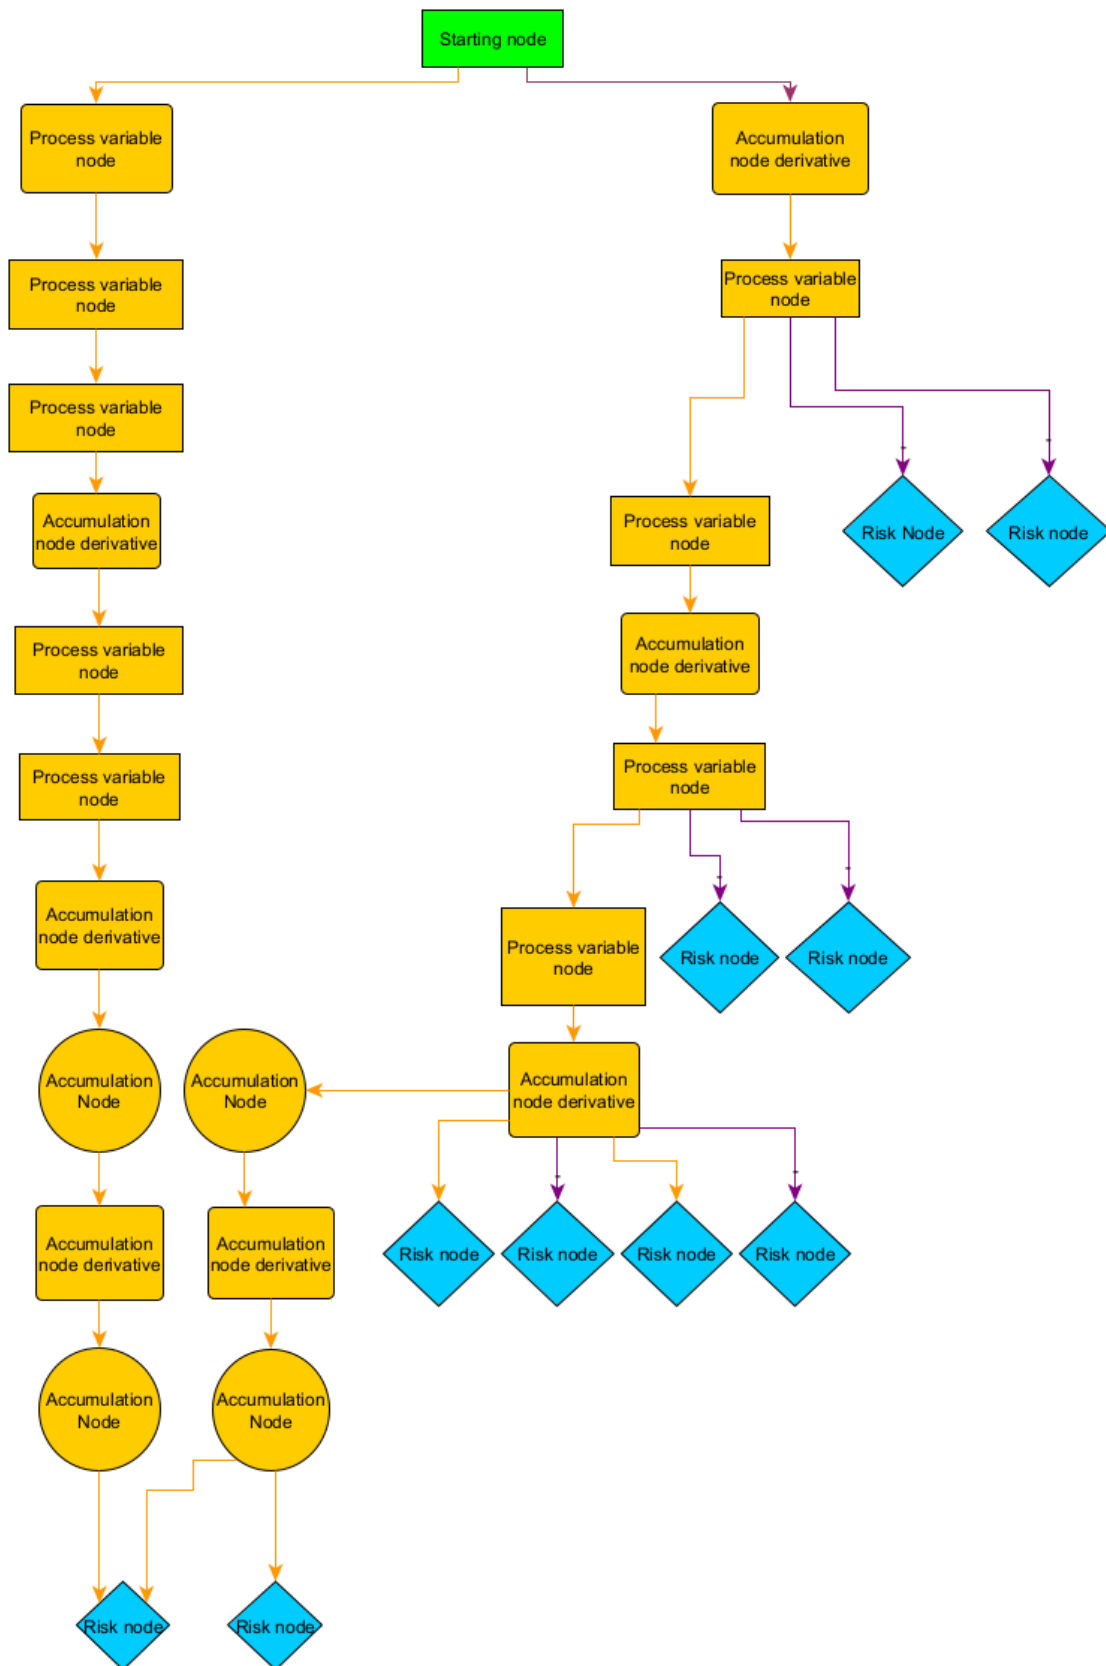 Starting node
Process variable
node
Accumulation
node derivative
Process variable
node
Process variable
node
Process variable
node
Accumulation
node derivative
Process variable
node
Risk Node
Risk node
Process variable
node
Accumulation
node derivative
Process variable
node
Process variable
node
Accumulation
node derivative
Process variable
node
Risk node
Risk node
Accumulation
Node
Accumulation
Node
Accumulation
node derivative
Accumulation
node derivative
Accumulation
node derivative
Risk node
Risk node
Risk node
Risk node
Accumulation
Node
Accumulation
Node
Risk node
Risk node